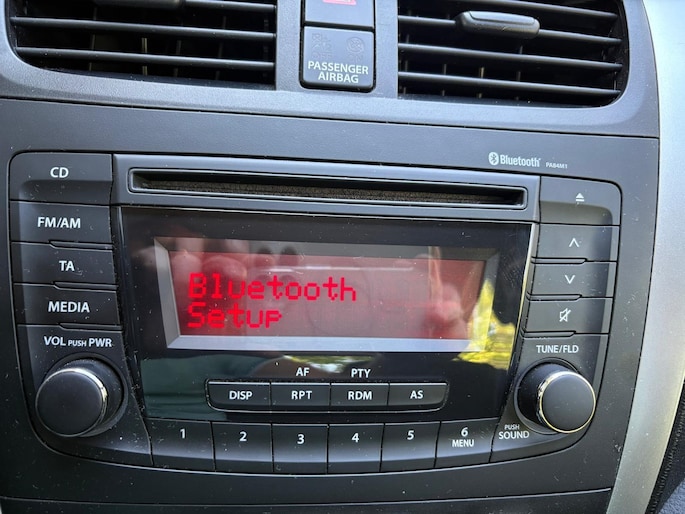 PASSENGER
AIRBAG
Bluetooth PA84M1
CD
FM/AM
TA
MEDIA
VOL PUSH PWR
Bluetooth
Setup
TUNE/FLD
AF PTY
DISP RPT RDM AS
1 2 3 4 5 6
MENU
PUSH
SOUND